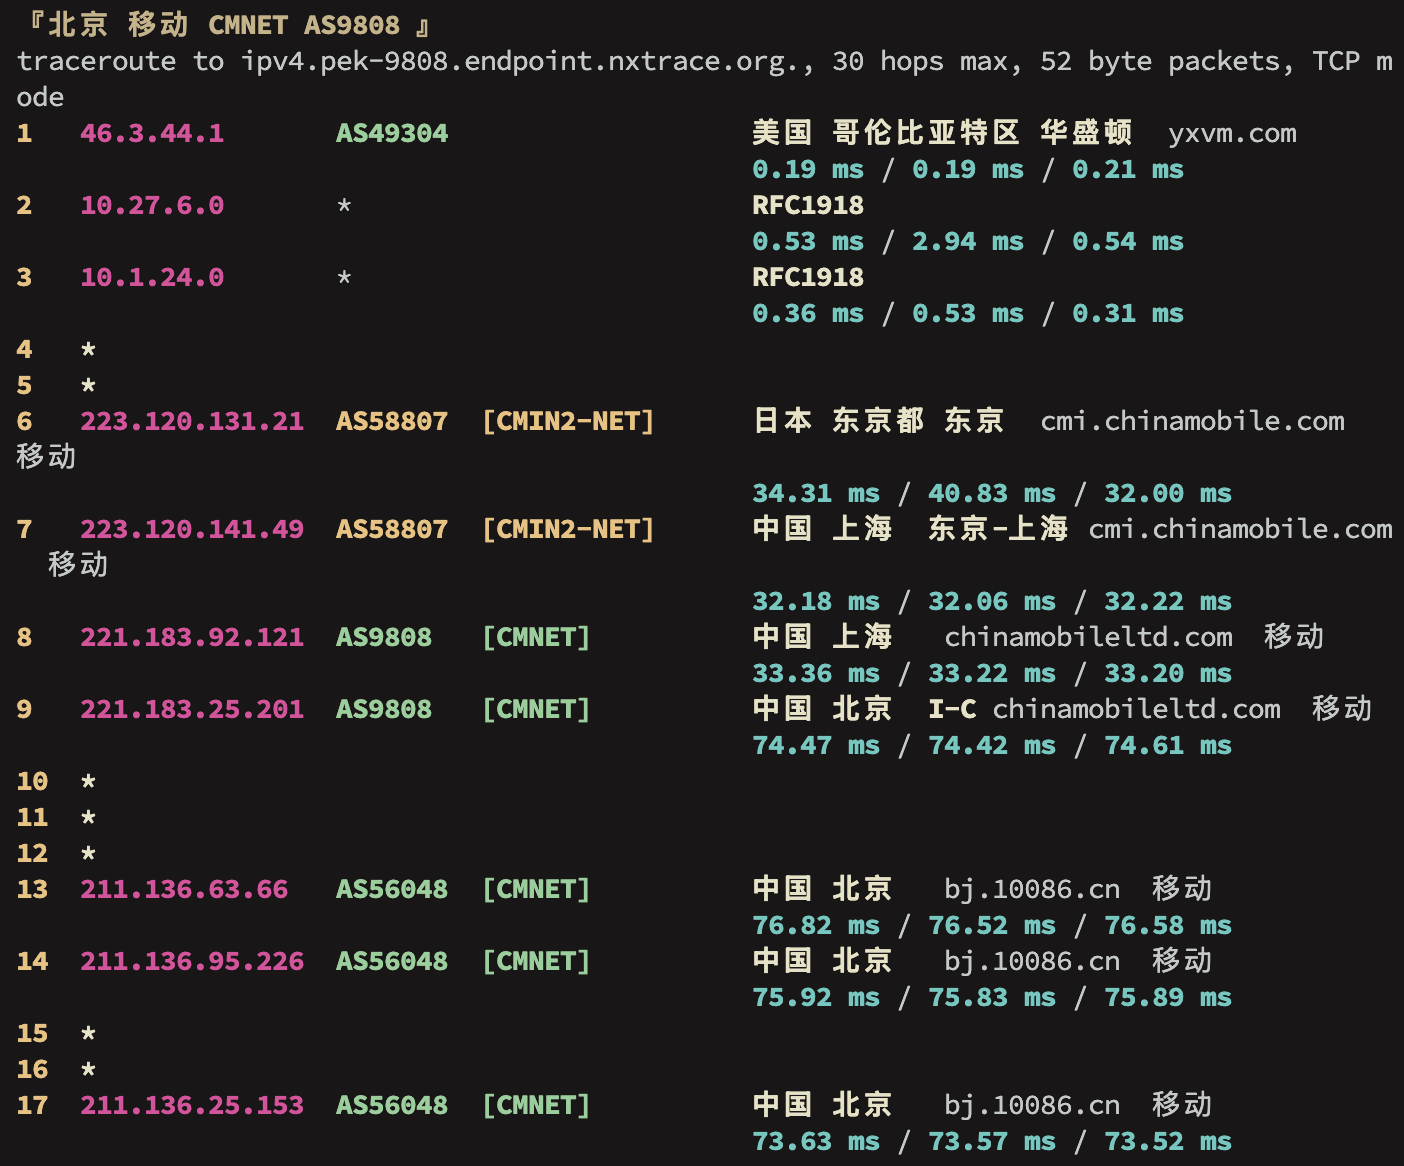 『北京 移动 CMNET AS9808 』
traceroute to ipv4.pek-9808.endpoint.nxtrace.org., 30 hops max, 52 byte packets, TCP m
ode
1 46.3.44.1 AS49304 美国 哥伦比亚特区 华盛顿 yxvm.com
0.19 ms / 0.19 ms / 0.21 ms
2 10.27.6.0 * RFC1918
0.53 ms / 2.94 ms / 0.54 ms
3 10.1.24.0 * RFC1918
0.36 ms / 0.53 ms / 0.31 ms
4 *
5 *
6 223.120.131.21 AS58807 [CMIN2-NET] 日本 东京都 东京 cmi.chinamobile.com
移动
34.31 ms / 40.83 ms / 32.00 ms
7 223.120.141.49 AS58807 [CMIN2-NET] 中国 上海 东京-上海 cmi.chinamobile.com
移动
32.18 ms / 32.06 ms / 32.22 ms
8 221.183.92.121 AS9808 [CMNET] 中国 上海 chinamobileltd.com 移动
33.36 ms / 33.22 ms / 33.20 ms
9 221.183.25.201 AS9808 [CMNET] 中国 北京 I-C chinamobileltd.com 移动
74.47 ms / 74.42 ms / 74.61 ms
10 *
11 *
12 *
13 211.136.63.66 AS56048 [CMNET] 中国 北京 bj.10086.cn 移动
76.82 ms / 76.52 ms / 76.58 ms
14 211.136.95.226 AS56048 [CMNET] 中国 北京 bj.10086.cn 移动
75.92 ms / 75.83 ms / 75.89 ms
15 *
16 *
17 211.136.25.153 AS56048 [CMNET] 中国 北京 bj.10086.cn 移动
73.63 ms / 73.57 ms / 73.52 ms